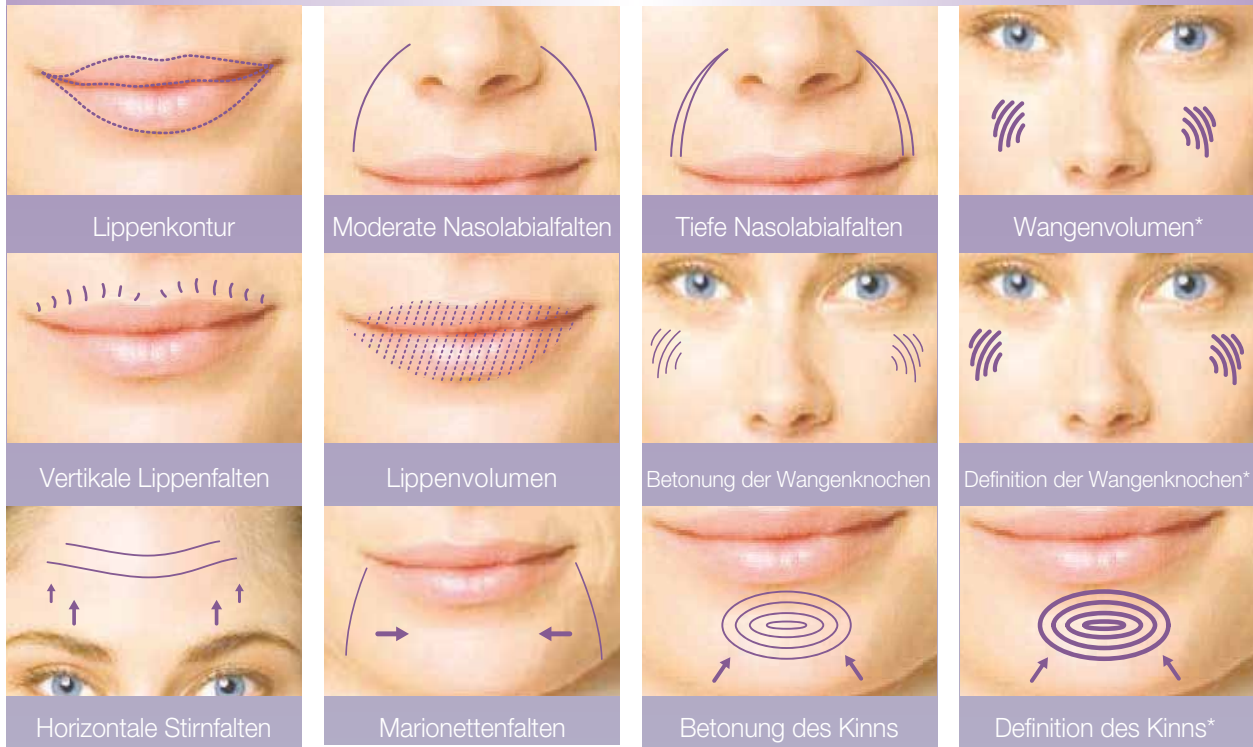 Lippenkontur
Moderate Nasolabialfalten
Tiefe Nasolabialfalten
Wangenvolumen*
Vertikale Lippenfalten
Lippenvolumen
Betonung der Wangenknochen
Definition der Wangenknochen*
Horizontale Stirnfalten
Marionettenfalten
Betonung des Kinns
Definition des Kinns*